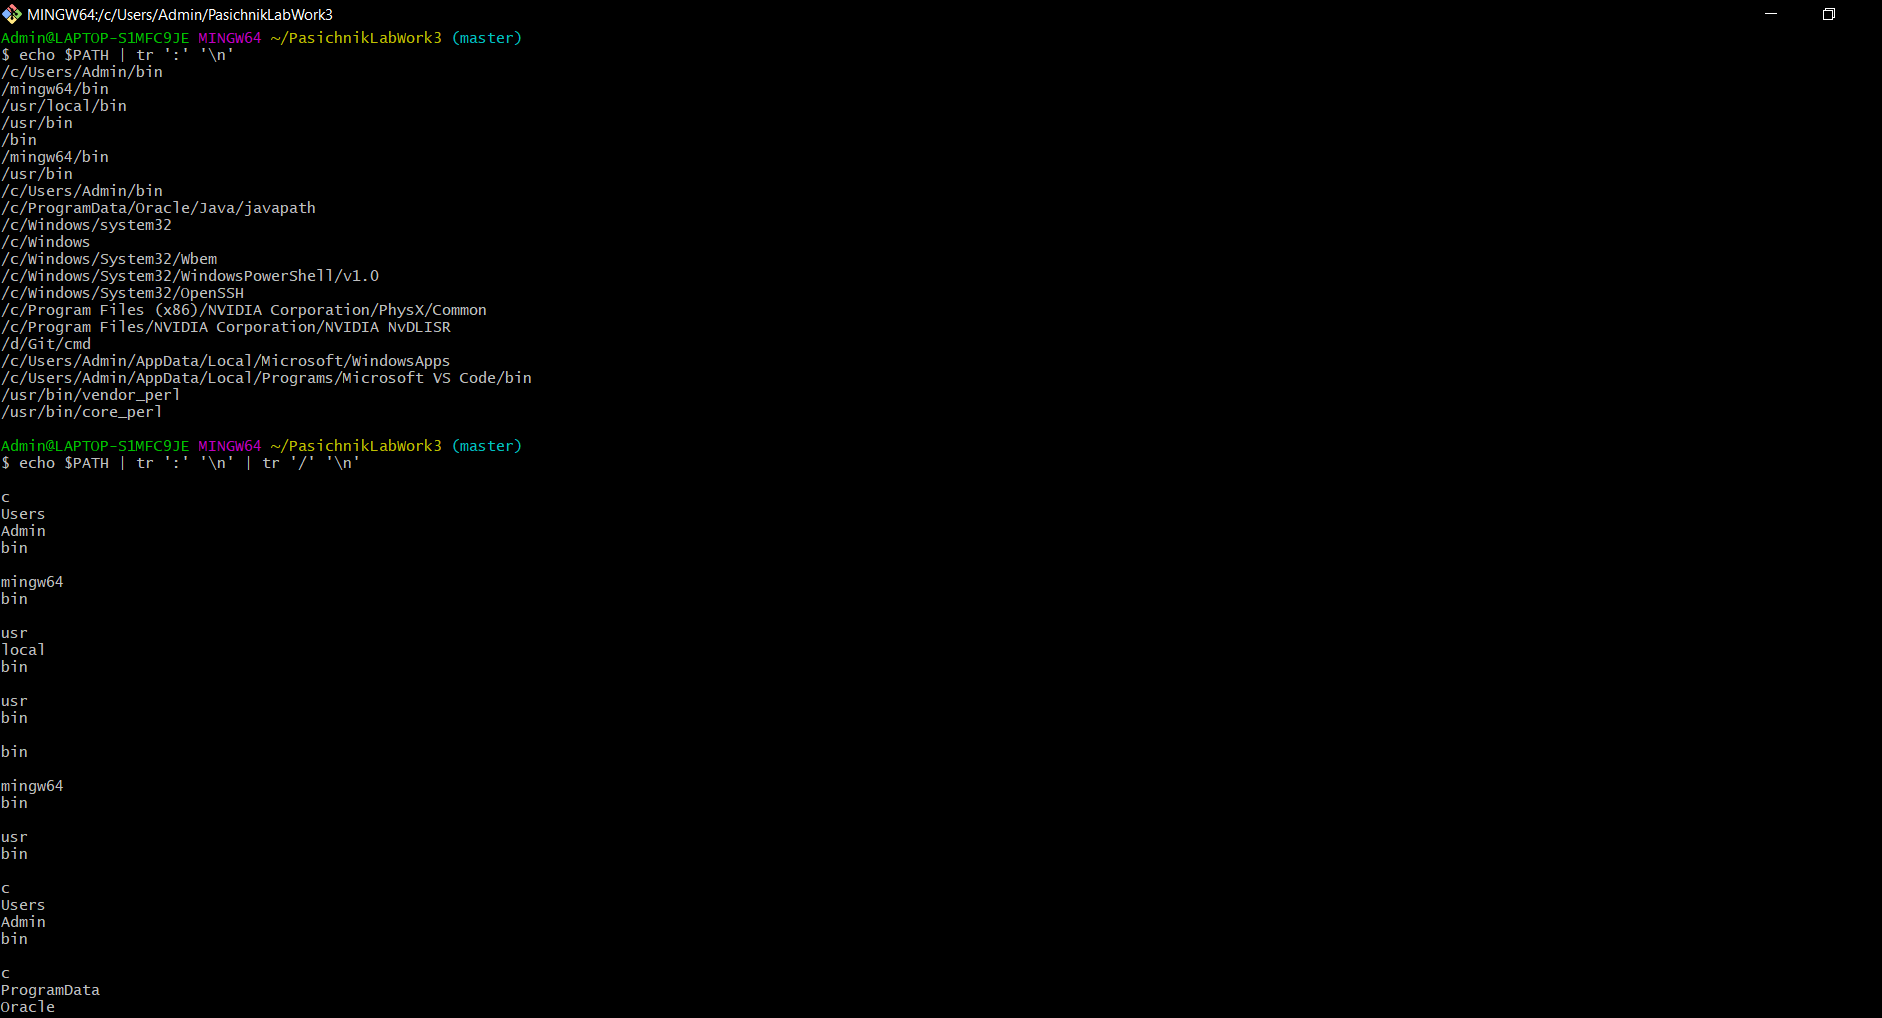 MINGW64:/c/Users/Admin/PasichnikLabWork3
Admin@LAPTOP-S1MFC9JE MINGW64 ~/PasichnikLabWork3 (master)
$ echo $PATH | tr ':' '\n'
/c/Users/Admin/bin
/mingw64/bin
/usr/local/bin
/usr/bin
/bin
/mingw64/bin
/usr/bin
/c/Users/Admin/bin
/c/ProgramData/Oracle/Java/javapath
/c/Windows/system32
/c/Windows
/c/Windows/System32/Wbem
/c/Windows/System32/WindowsPowerShell/v1.0
/c/Windows/System32/OpenSSH
/c/Program Files (x86)/NVIDIA Corporation/PhysX/Common
/c/Program Files/NVIDIA Corporation/NVIDIA NvDLISR
/d/Git/cmd
/c/Users/Admin/AppData/Local/Microsoft/WindowsApps
/c/Users/Admin/AppData/Local/Programs/Microsoft VS Code/bin
/usr/bin/vendor_perl
/usr/bin/core_perl
Admin@LAPTOP-S1MFC9JE MINGW64 ~/PasichnikLabWork3 (master)
$ echo $PATH | tr ':' '\n' | tr '/' '\n'
c
Users
Admin
bin
mingw64
bin
usr
local
bin
usr
bin
bin
mingw64
bin
usr
bin
c
Users
Admin
bin
c
ProgramData
Oracle